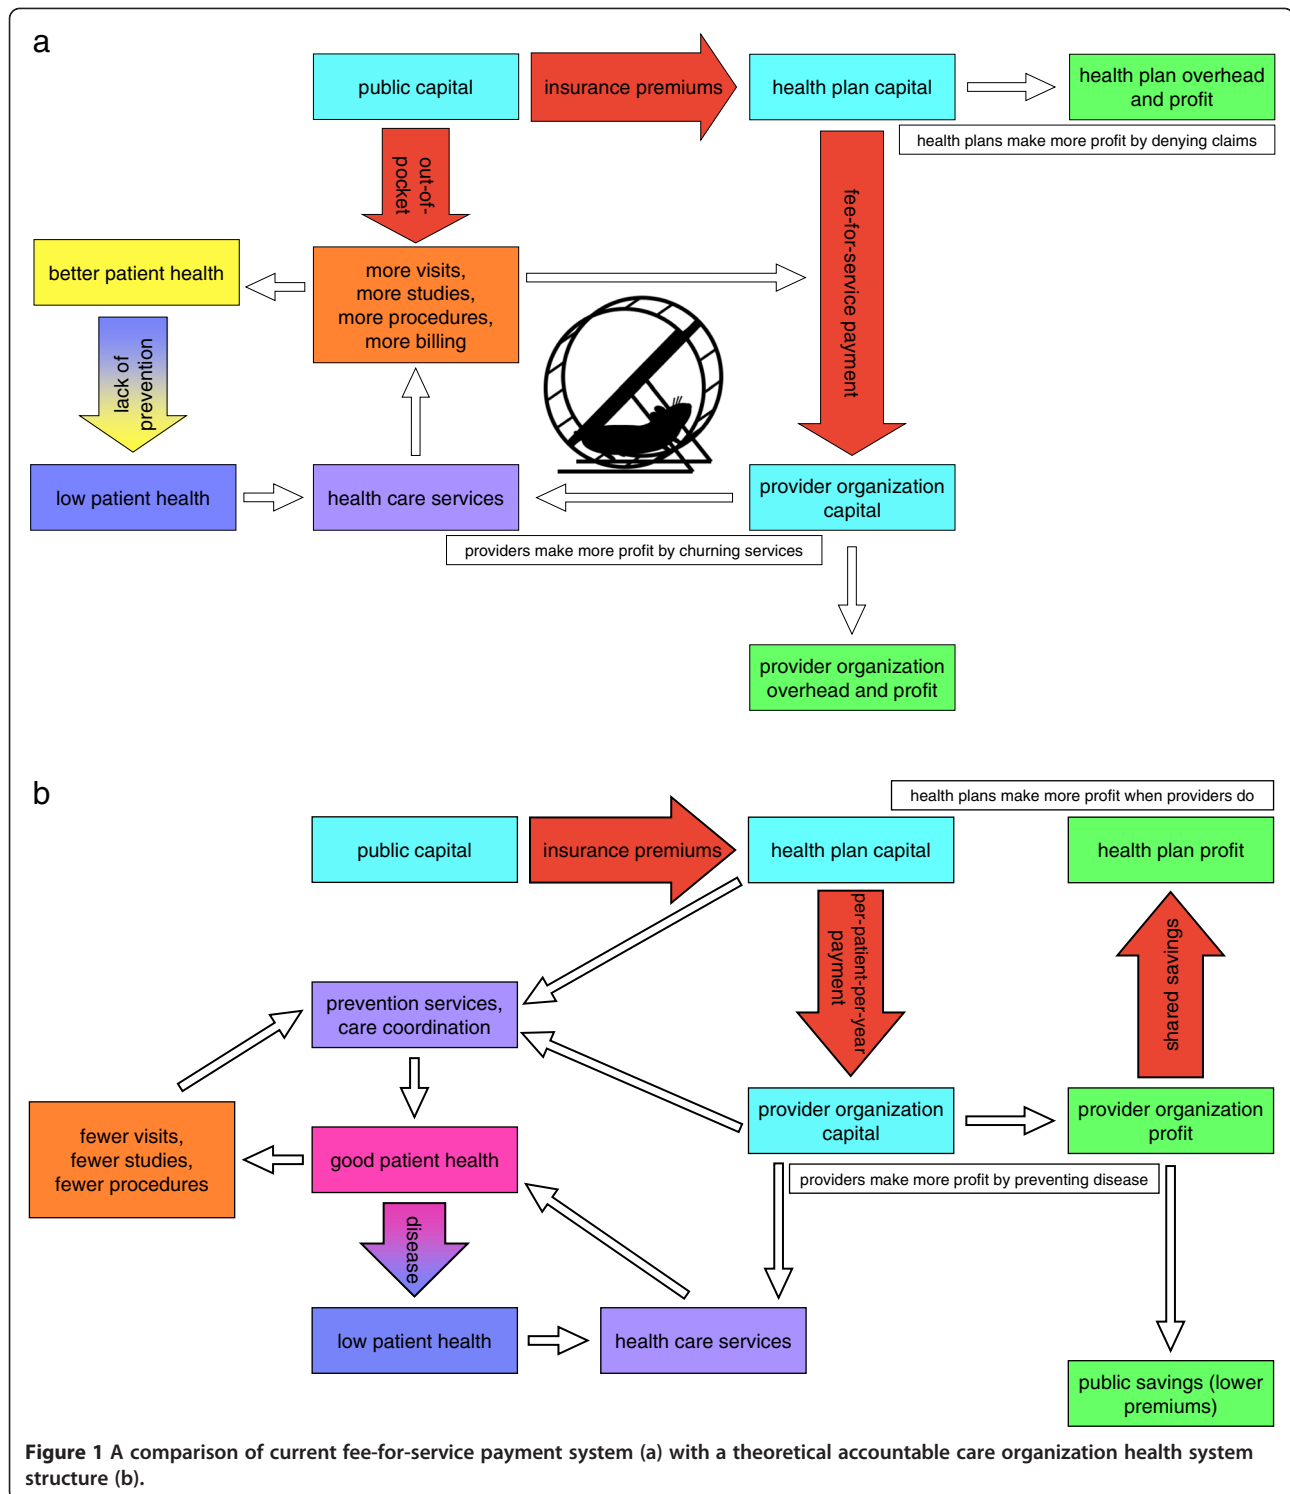 a
public capital
insurance premiums
health plan capital
health plan overhead
and profit
health plans make more profit by denying claims
out-of-
pocket
fee-for-service payment
better patient health
more visits,
more studies,
more procedures,
more billing
lack of
prevention
low patient health
health care services
provider organization
capital
providers make more profit by churning services
provider organization
overhead and profit
b
health plans make more profit when providers do
public capital
insurance premiums
health plan capital
health plan profit
per-patient-per-year
payment
shared savings
prevention services,
care coordination
provider organization
capital
provider organization
profit
fewer visits,
fewer studies,
fewer procedures
good patient health
providers make more profit by preventing disease
disease
low patient health
health care services
public savings (lower
premiums)
Figure 1 A comparison of current fee-for-service payment system (a) with a theoretical accountable care organization health system
structure (b).